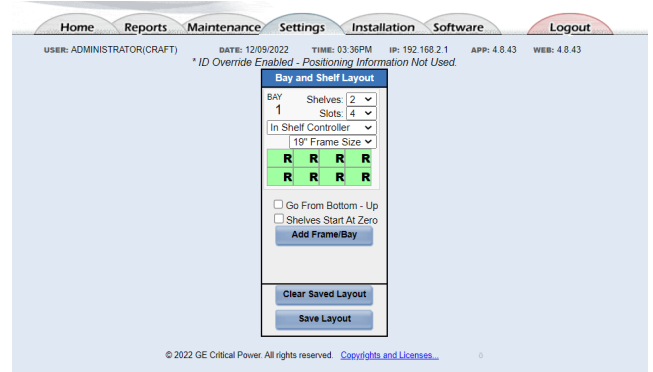 Home Reports Maintenance Settings Installation Software Logout
USER: ADMINISTRATOR(CRAFT) DATE: 12/09/2022 TIME: 03:36PM IP: 192.168.2.1 APP: 4.8.43 WEB: 4.8.43
* ID Override Enabled - Positioning Information Not Used.
Bay and Shelf Layout
BAY Shelves: 2
1 Slots: 4
In Shelf Controller
19" Frame Size
R R R R
R R R R
Go From Bottom - Up
Shelves Start At Zero
Add Frame/Bay
Clear Saved Layout
Save Layout
© 2022 GE Critical Power. All rights reserved. Copyrights and Licenses... 0